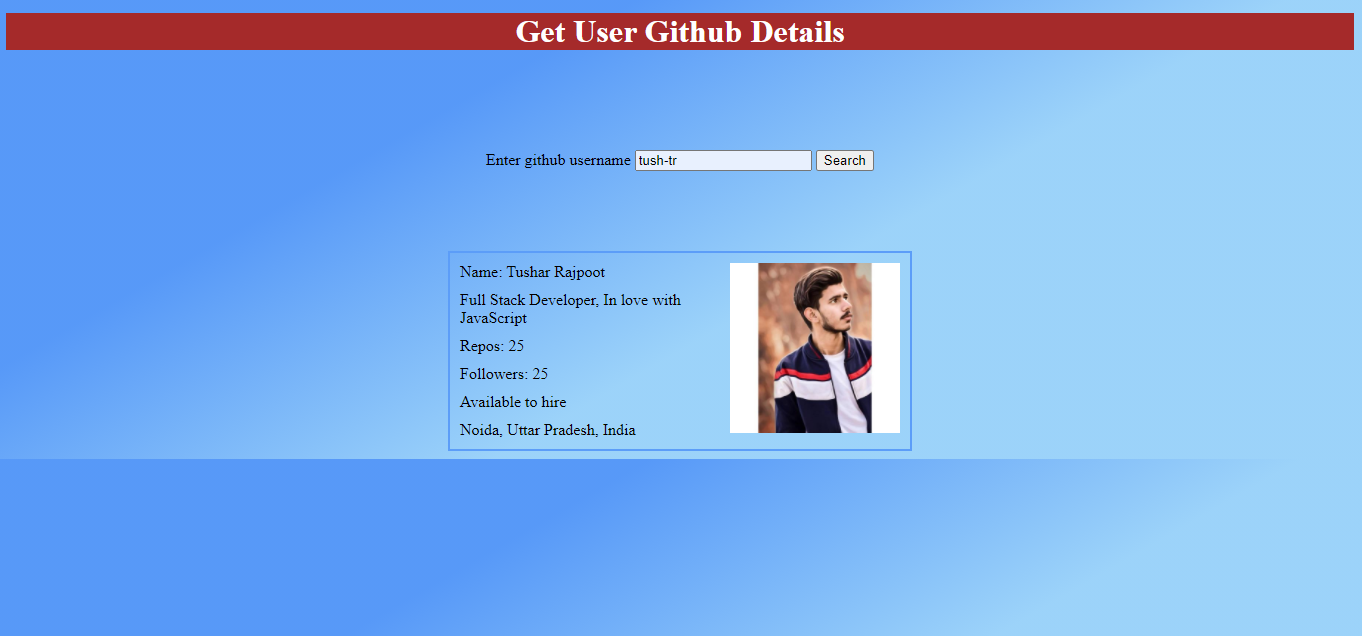 Get User Github Details
Enter github username tush-tr Search
Name: Tushar Rajpoot
Full Stack Developer, In love with
JavaScript
Repos: 25
Followers: 25
Available to hire
Noida, Uttar Pradesh, India